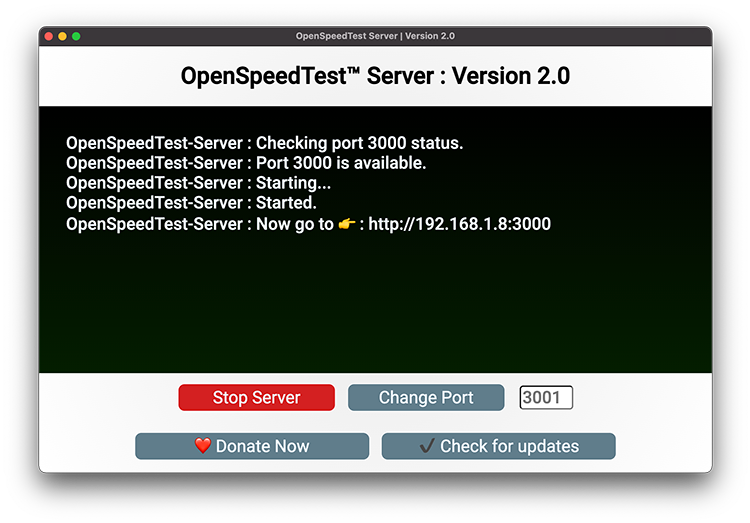 OpenSpeedTest Server | Version 2.0
OpenSpeedTest™ Server : Version 2.0
OpenSpeedTest-Server : Checking port 3000 status.
OpenSpeedTest-Server : Port 3000 is available.
OpenSpeedTest-Server : Starting...
OpenSpeedTest-Server : Started.
OpenSpeedTest-Server : Now go to 👉 : http://192.168.1.8:3000
Stop Server
Change Port
3001
❤️ Donate Now
✔️ Check for updates